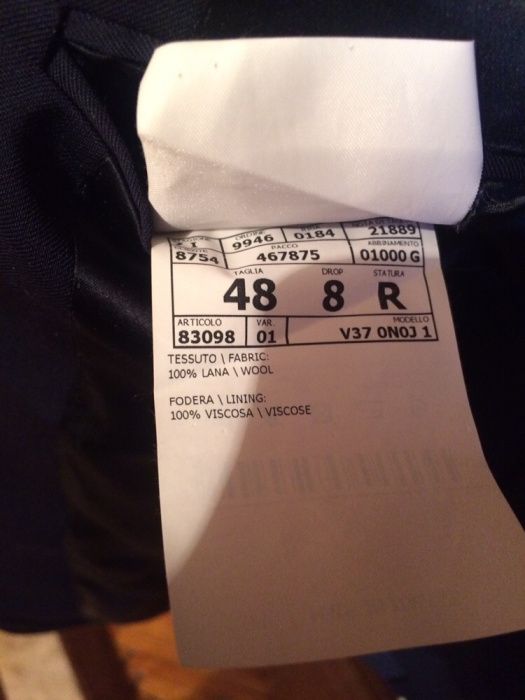 9946 0184 21889
8754 PACCO 467875 ABBINAMENTO 01000 G
TAGLIA DROP STATURA
48 8 R
ARTICOLO VAR. MODELLO
83098 01 V37 0N0J 1
TESSUTO \ FABRIC:
100% LANA \ WOOL
FODERA \ LINING:
100% VISCOSA \ VISCOSE